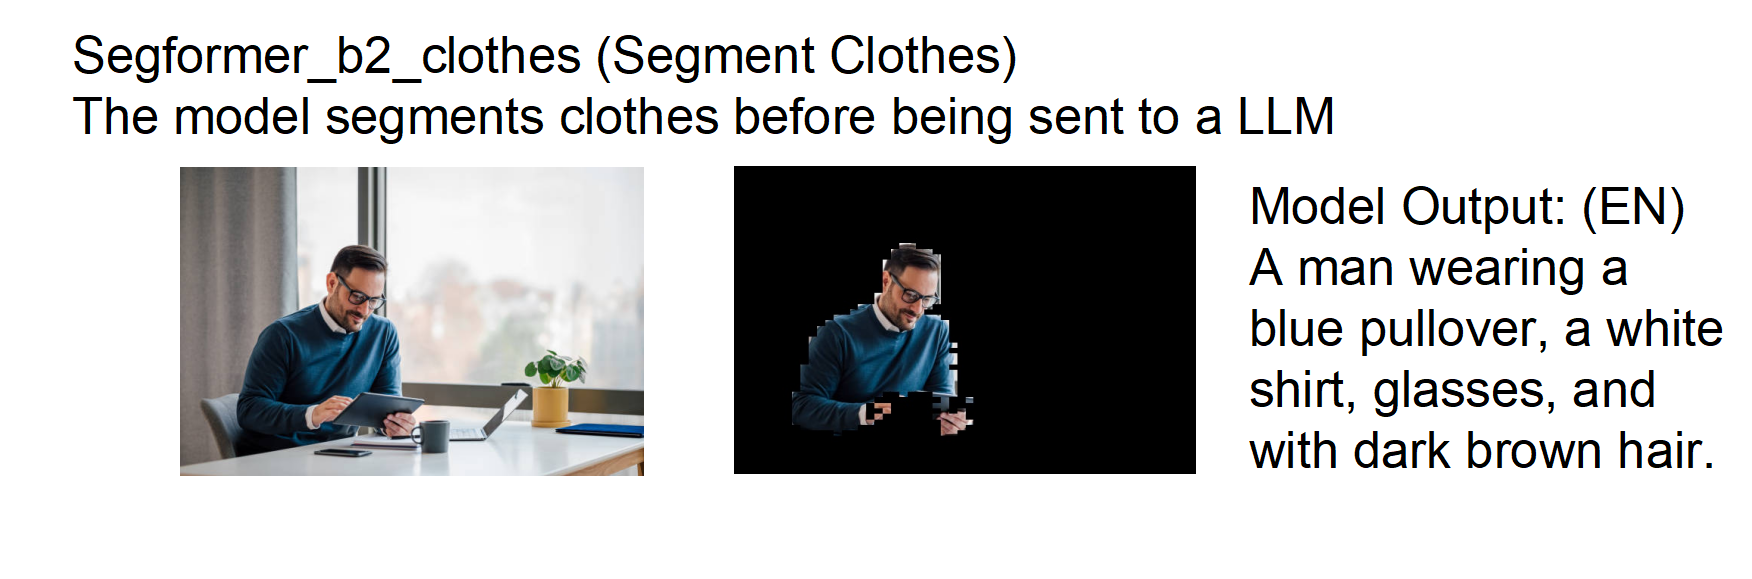 Segformer_b2_clothes (Segment Clothes)
The model segments clothes before being sent to a LLM
Model Output: (EN)
A man wearing a
blue pullover, a white
shirt, glasses, and
with dark brown hair.